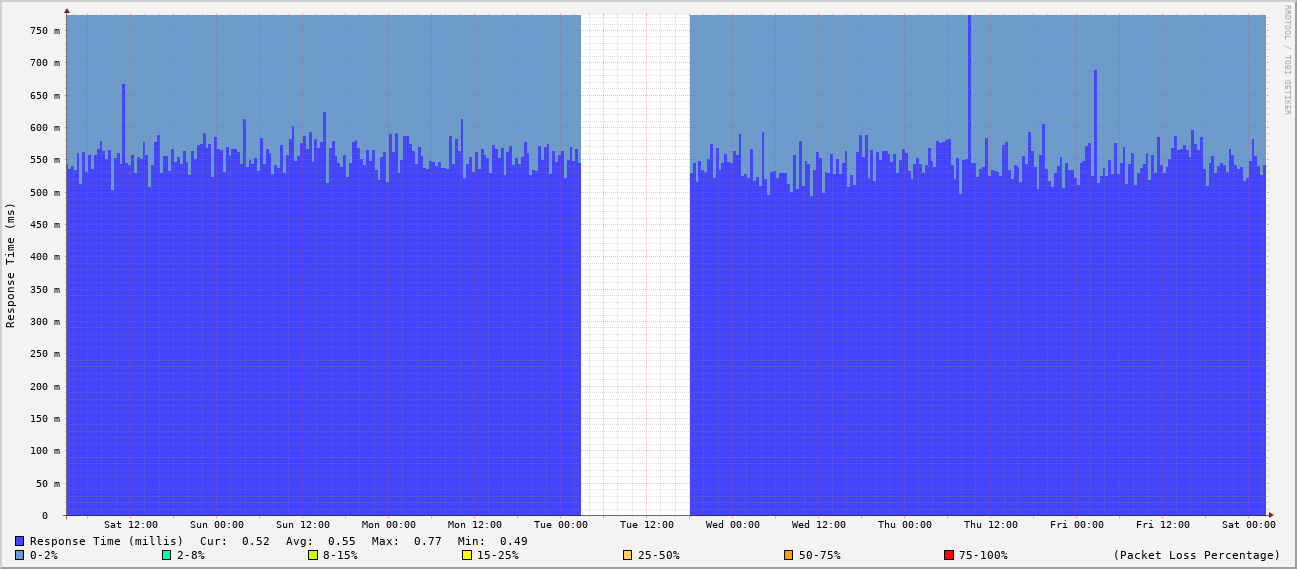 RRDTOOL / TOBI OETIKER
Response Time (ms)
750 m
700 m
650 m
600 m
550 m
500 m
450 m
400 m
350 m
300 m
250 m
200 m
150 m
100 m
50 m
0
Sat 12:00 Sun 00:00 Sun 12:00 Mon 00:00 Mon 12:00 Tue 00:00 Tue 12:00 Wed 00:00 Wed 12:00 Thu 00:00 Thu 12:00 Fri 00:00 Fri 12:00 Sat 00:00
Response Time (millis) Cur: 0.52 Avg: 0.55 Max: 0.77 Min: 0.49
0-2% 2-8% 8-15% 15-25% 25-50% 50-75% 75-100% (Packet Loss Percentage)